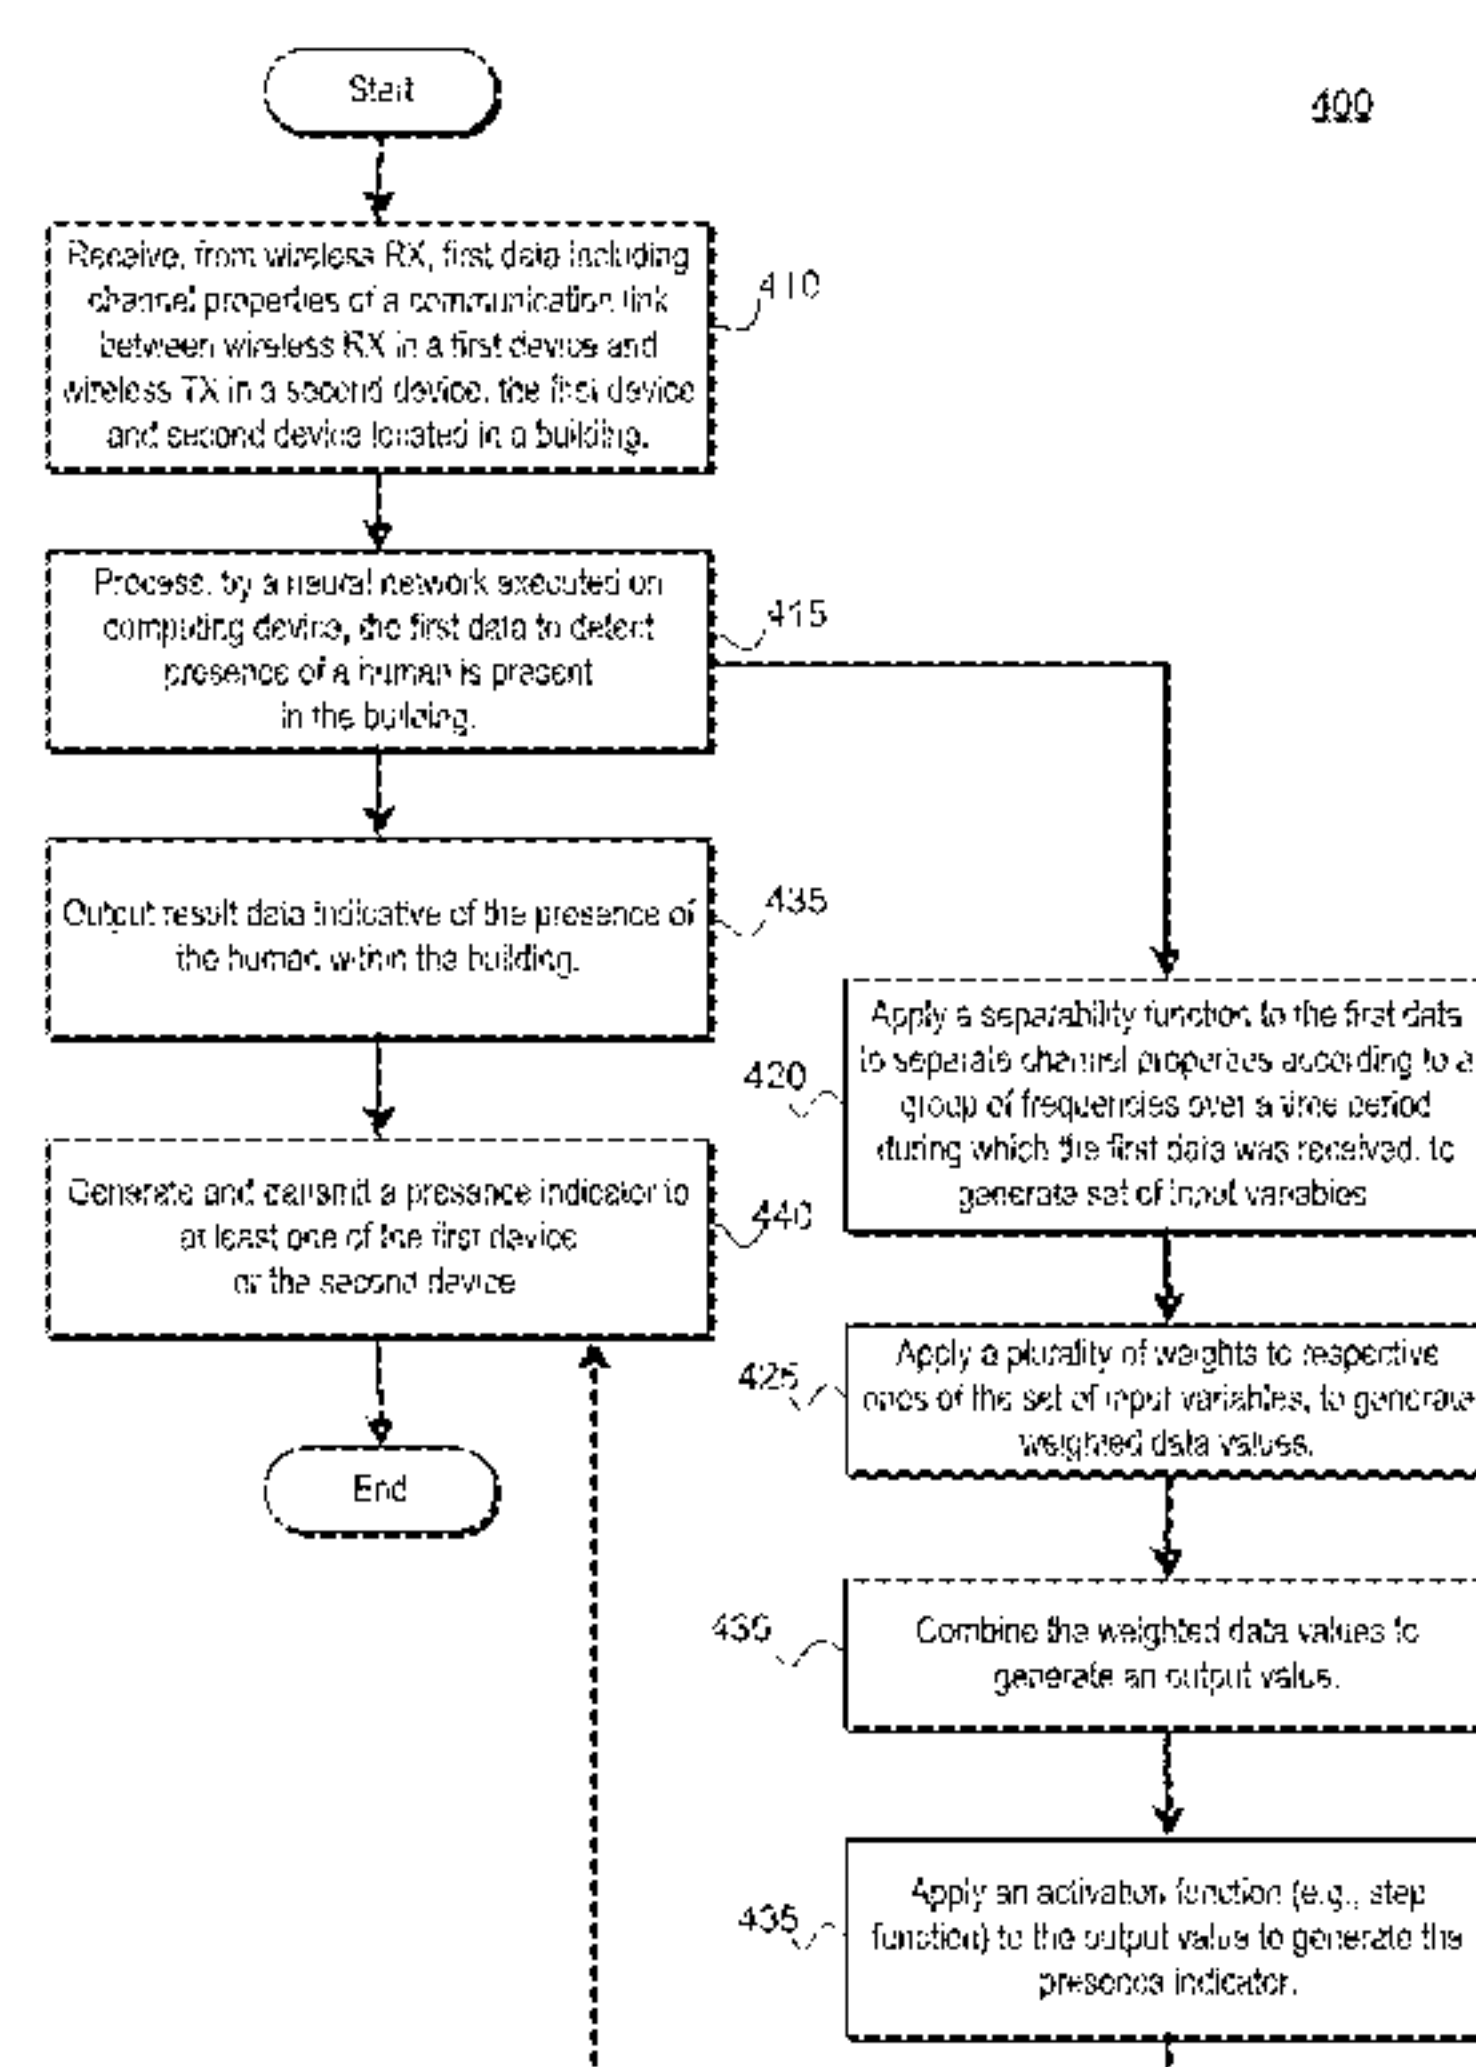 Start
400
Receive, from wireless RX, first data including
channel properties of a communication link
between wireless RX in a first device and
wireless TX in a second device, the first device
and second device located in a building.
410
Process, by a neural network executed on
computing device, the first data to detect
presence of a human is present
in the building.
415
Output result data indicative of the presence of
the human within the building.
435
Generate and transmit a presence indicator to
at least one of the first device
or the second device
440
End
Apply a separability function to the first data
to separate channel properties according to a
group of frequencies over a time period
during which the first data was received, to
generate set of input variables
420
Apply a plurality of weights to respective
ones of the set of input variables, to generate
weighted data values.
425
Combine the weighted data values to
generate an output value.
430
Apply an activation function (e.g., step
function) to the output value to generate the
presence indicator.
435